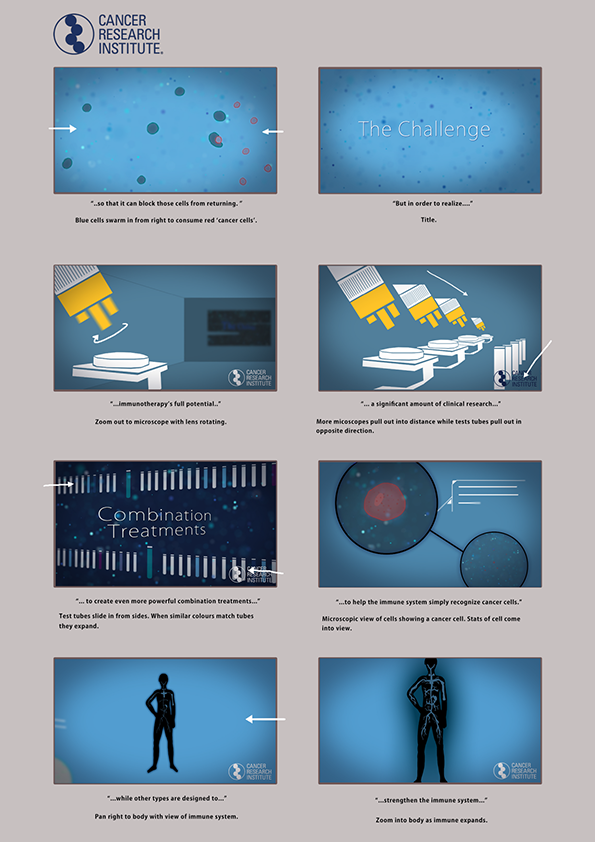 CANCER
RESEARCH
INSTITUTE.
"..so that it can block those cells from returning. "
Blue cells swarm in from right to consume red 'cancer cells'.
The Challenge
"But in order to realize...."
Title.
CANCER
RESEARCH
INSTITUTE
"...immunotherapy's full potential.."
Zoom out to microscope with lens rotating.
CANCER
RESEARCH
INSTITUTE
"... a significant amount of clinical research..."
More micoscopes pull out into distance while tests tubes pull out in
opposite direction.
Combination
Treatments
CANCER
RESEARCH
INSTITUTE
"... to create even more powerful combination treatments..."
Test tubes slide in from sides. When similar colours match tubes
they expand.
"...to help the immune system simply recognize cancer cells."
Microscopic view of cells showing a cancer cell. Stats of cell come
into view.
CANCER
RESEARCH
INSTITUTE
"...while other types are designed to..."
Pan right to body with view of immune system.
CANCER
RESEARCH
INSTITUTE
"...strengthen the immune system..."
Zoom into body as immune expands.